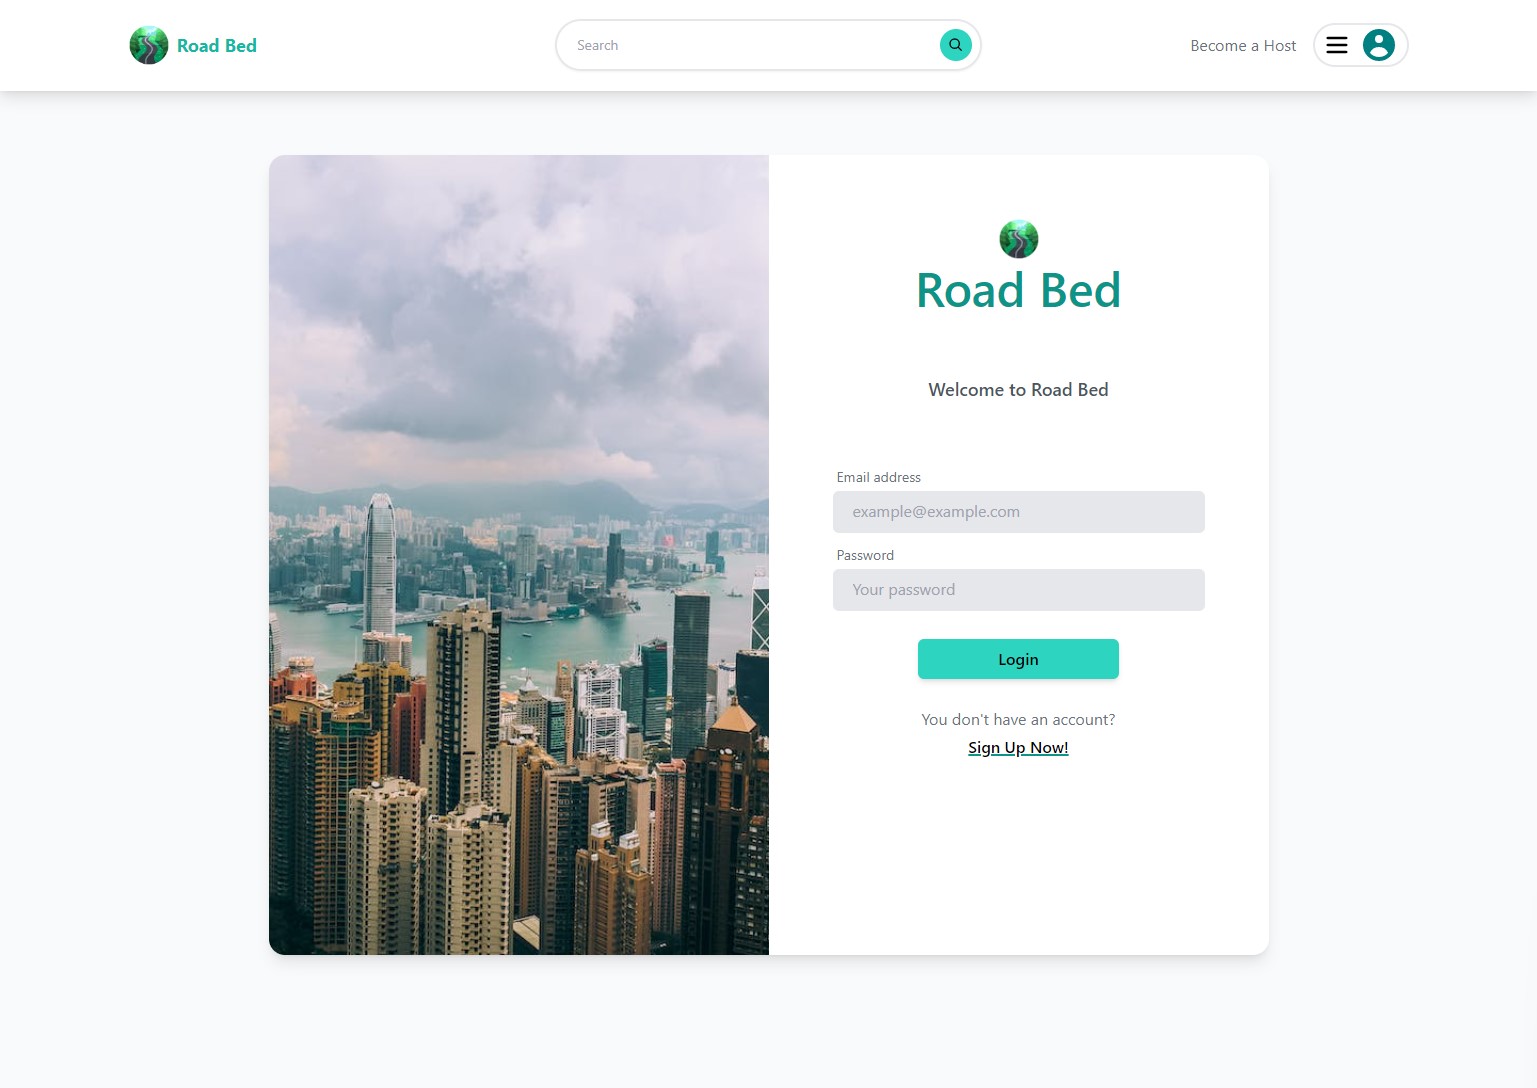 Road Bed
Search
Become a Host
Road Bed
Welcome to Road Bed
Email address
example@example.com
Password
Your password
Login
You don't have an account?
Sign Up Now!